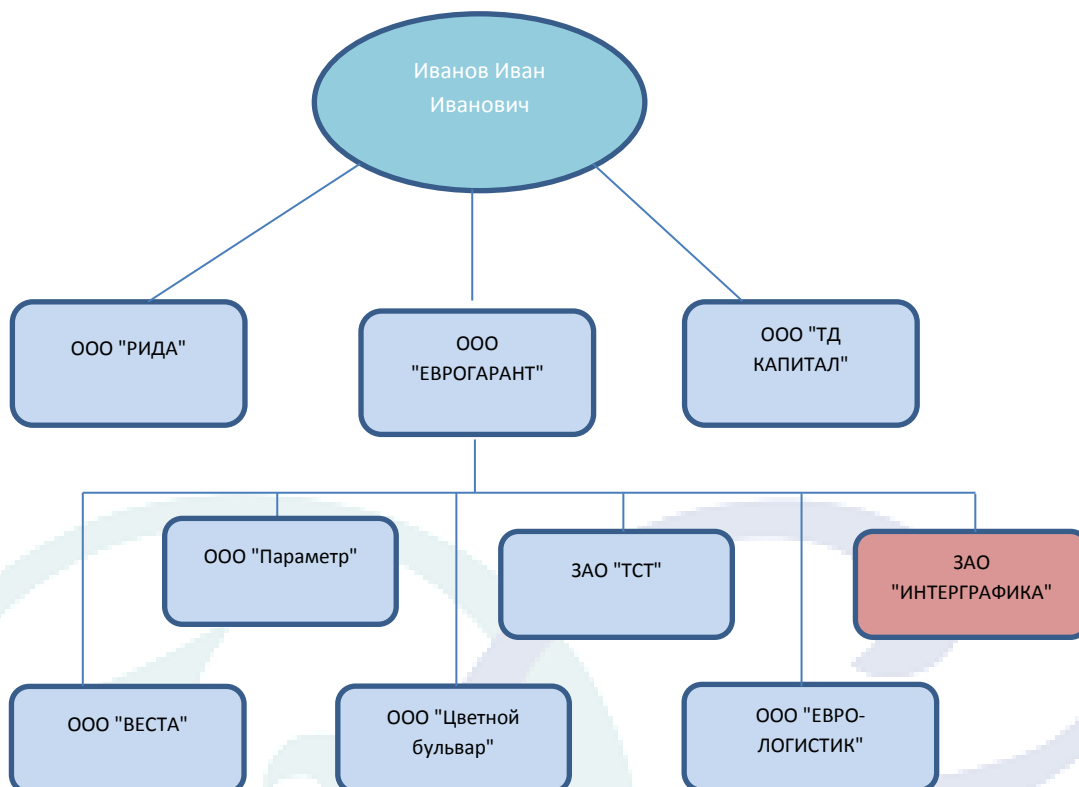 Иванов Иван
Иванович
ООО "РИДА"
ООО
"ЕВРОГАРАНТ"
ООО "ТД
КАПИТАЛ"
ООО "Параметр"
ЗАО "ТСТ"
ЗАО
"ИНТЕРГРАФИКА"
ООО "ВЕСТА"
ООО "Цветной
бульвар"
ООО "ЕВРО-
ЛОГИСТИК"